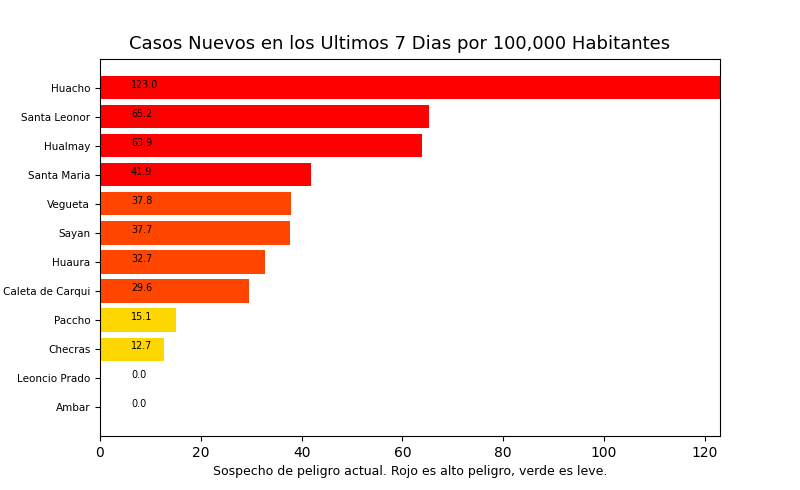 Casos Nuevos en los Ultimos 7 Dias por 100,000 Habitantes
Huacho 123.0
Santa Leonor 65.2
Hualmay 63.9
Santa Maria 41.9
Vegueta 37.8
Sayan 37.7
Huaura 32.7
Caleta de Carqui 29.6
Paccho 15.1
Checras 12.7
Leoncio Prado 0.0
Ambar 0.0
0 20 40 60 80 100 120
Sospecho de peligro actual. Rojo es alto peligro, verde es leve.